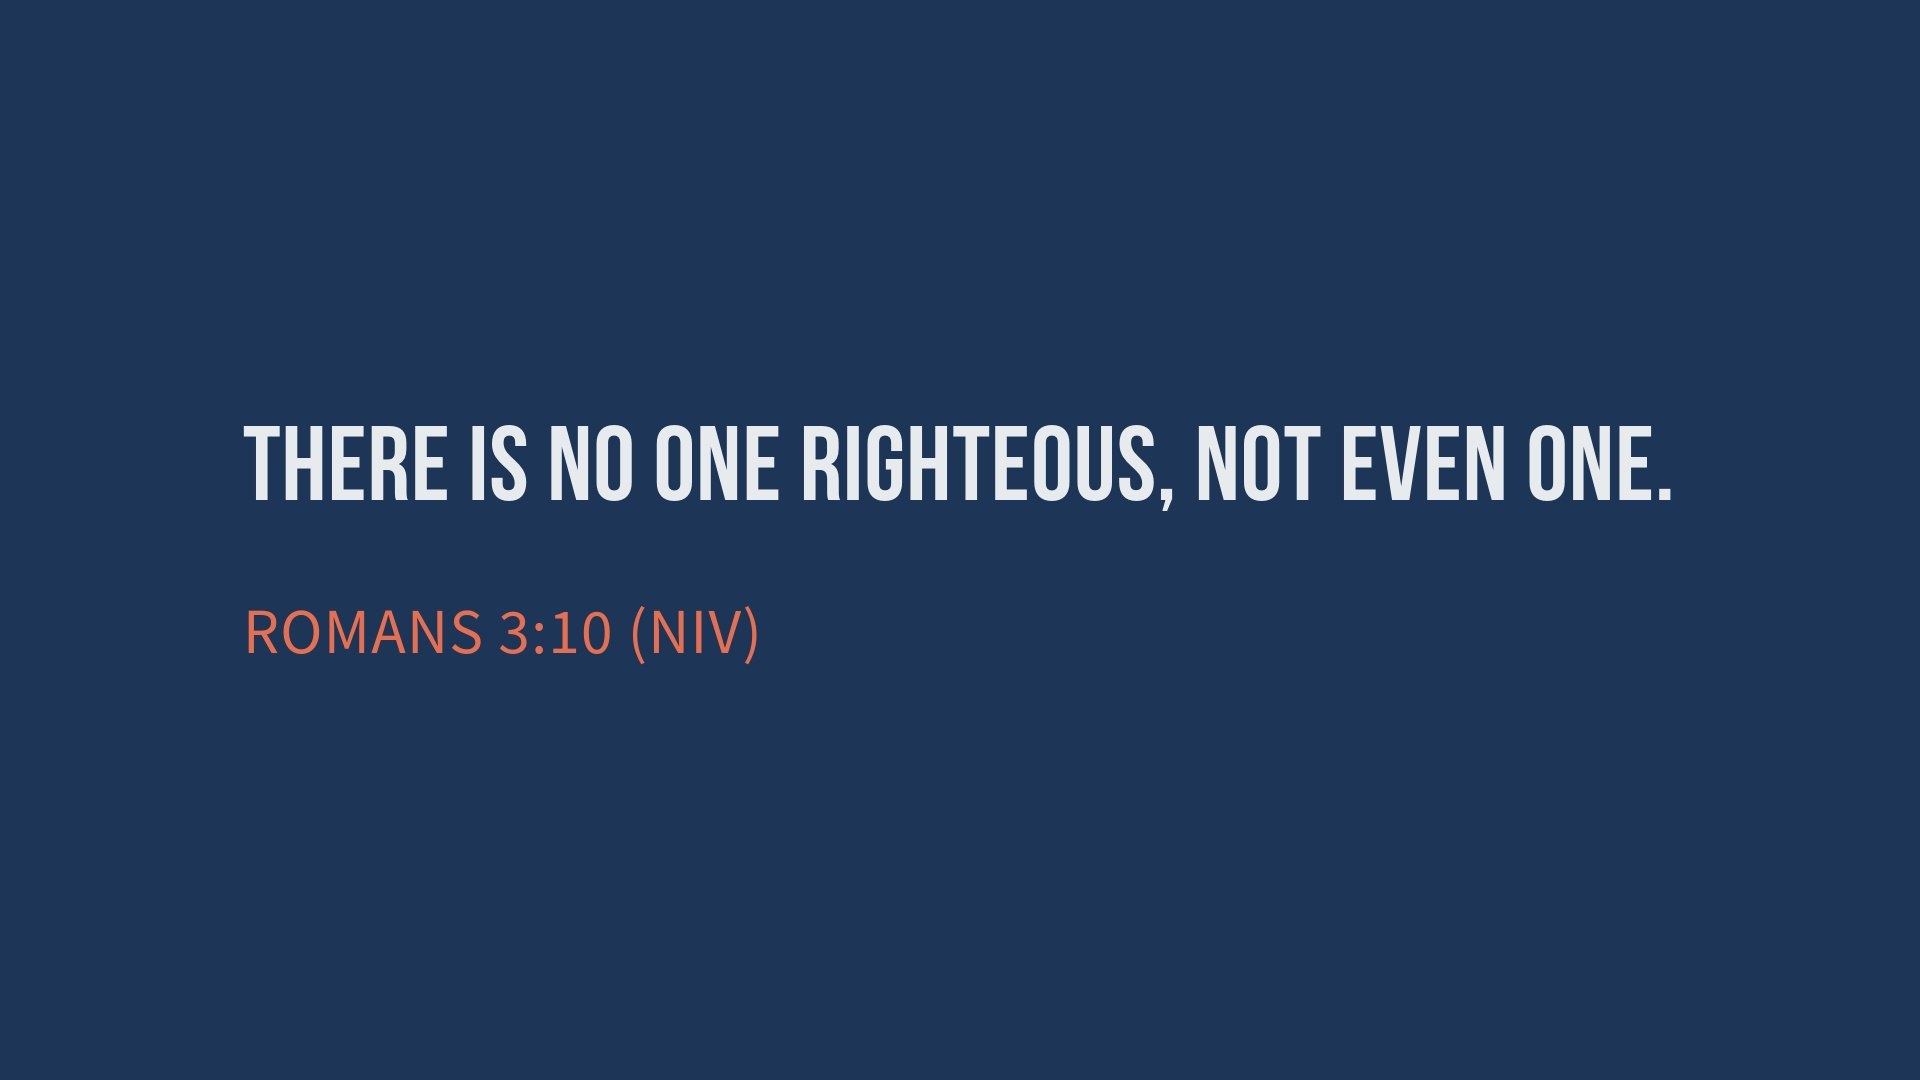 THERE IS NO ONE RIGHTEOUS, NOT EVEN ONE.
ROMANS 3:10 (NIV)